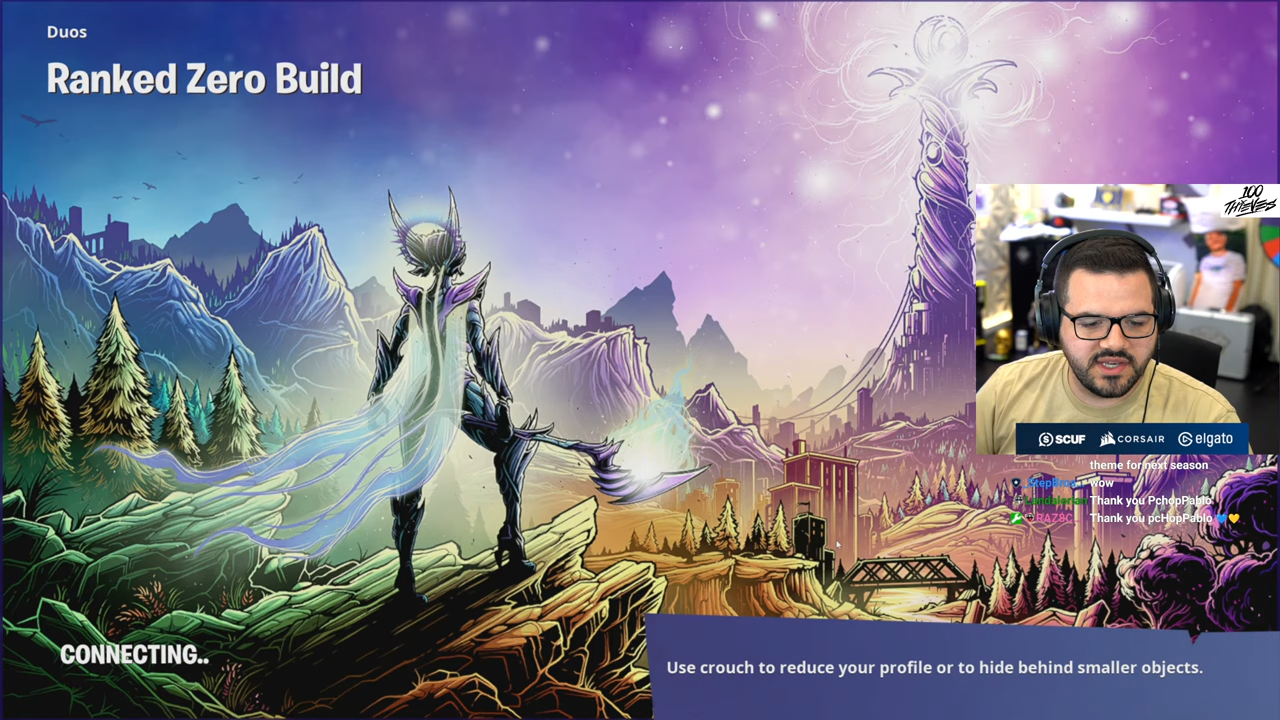 Duos
Ranked Zero Build
100
THIEVES
SCUF
CORSAIR
elgato
theme for next season
wow
Thank you PchopPablo
RAZ8C Thank you pcHopPablo
CONNECTING..
Use crouch to reduce your profile or to hide behind smaller objects.